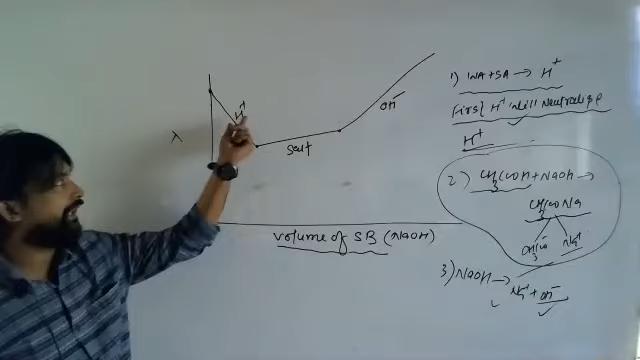 λ
H⁺
salt
OH⁻
Volume of SB (NaOH)
1) WA+SA → H⁺
First H⁺ will Neutralize
H⁺
2) CH₃COOH + NaOH →
CH₃COONa
CH₃COO⁻ Na⁺
3) NaOH →
Na⁺ + OH⁻